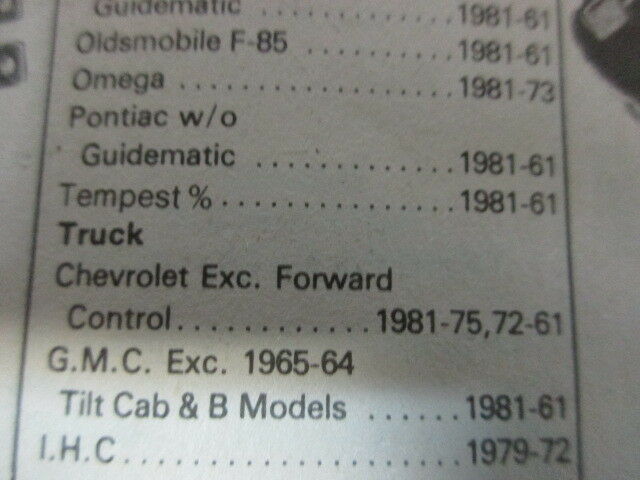 Guidematic ................ 1981-61
Oldsmobile F-85 .......... 1981-61
Omega .................... 1981-73
Pontiac w/o
Guidematic .............. 1981-61
Tempest % ................. 1981-61
Truck
Chevrolet Exc. Forward
Control ............. 1981-75,72-61
G.M.C. Exc. 1965-64
Tilt Cab & B Models ...... 1981-61
I.H.C ....................... 1979-72